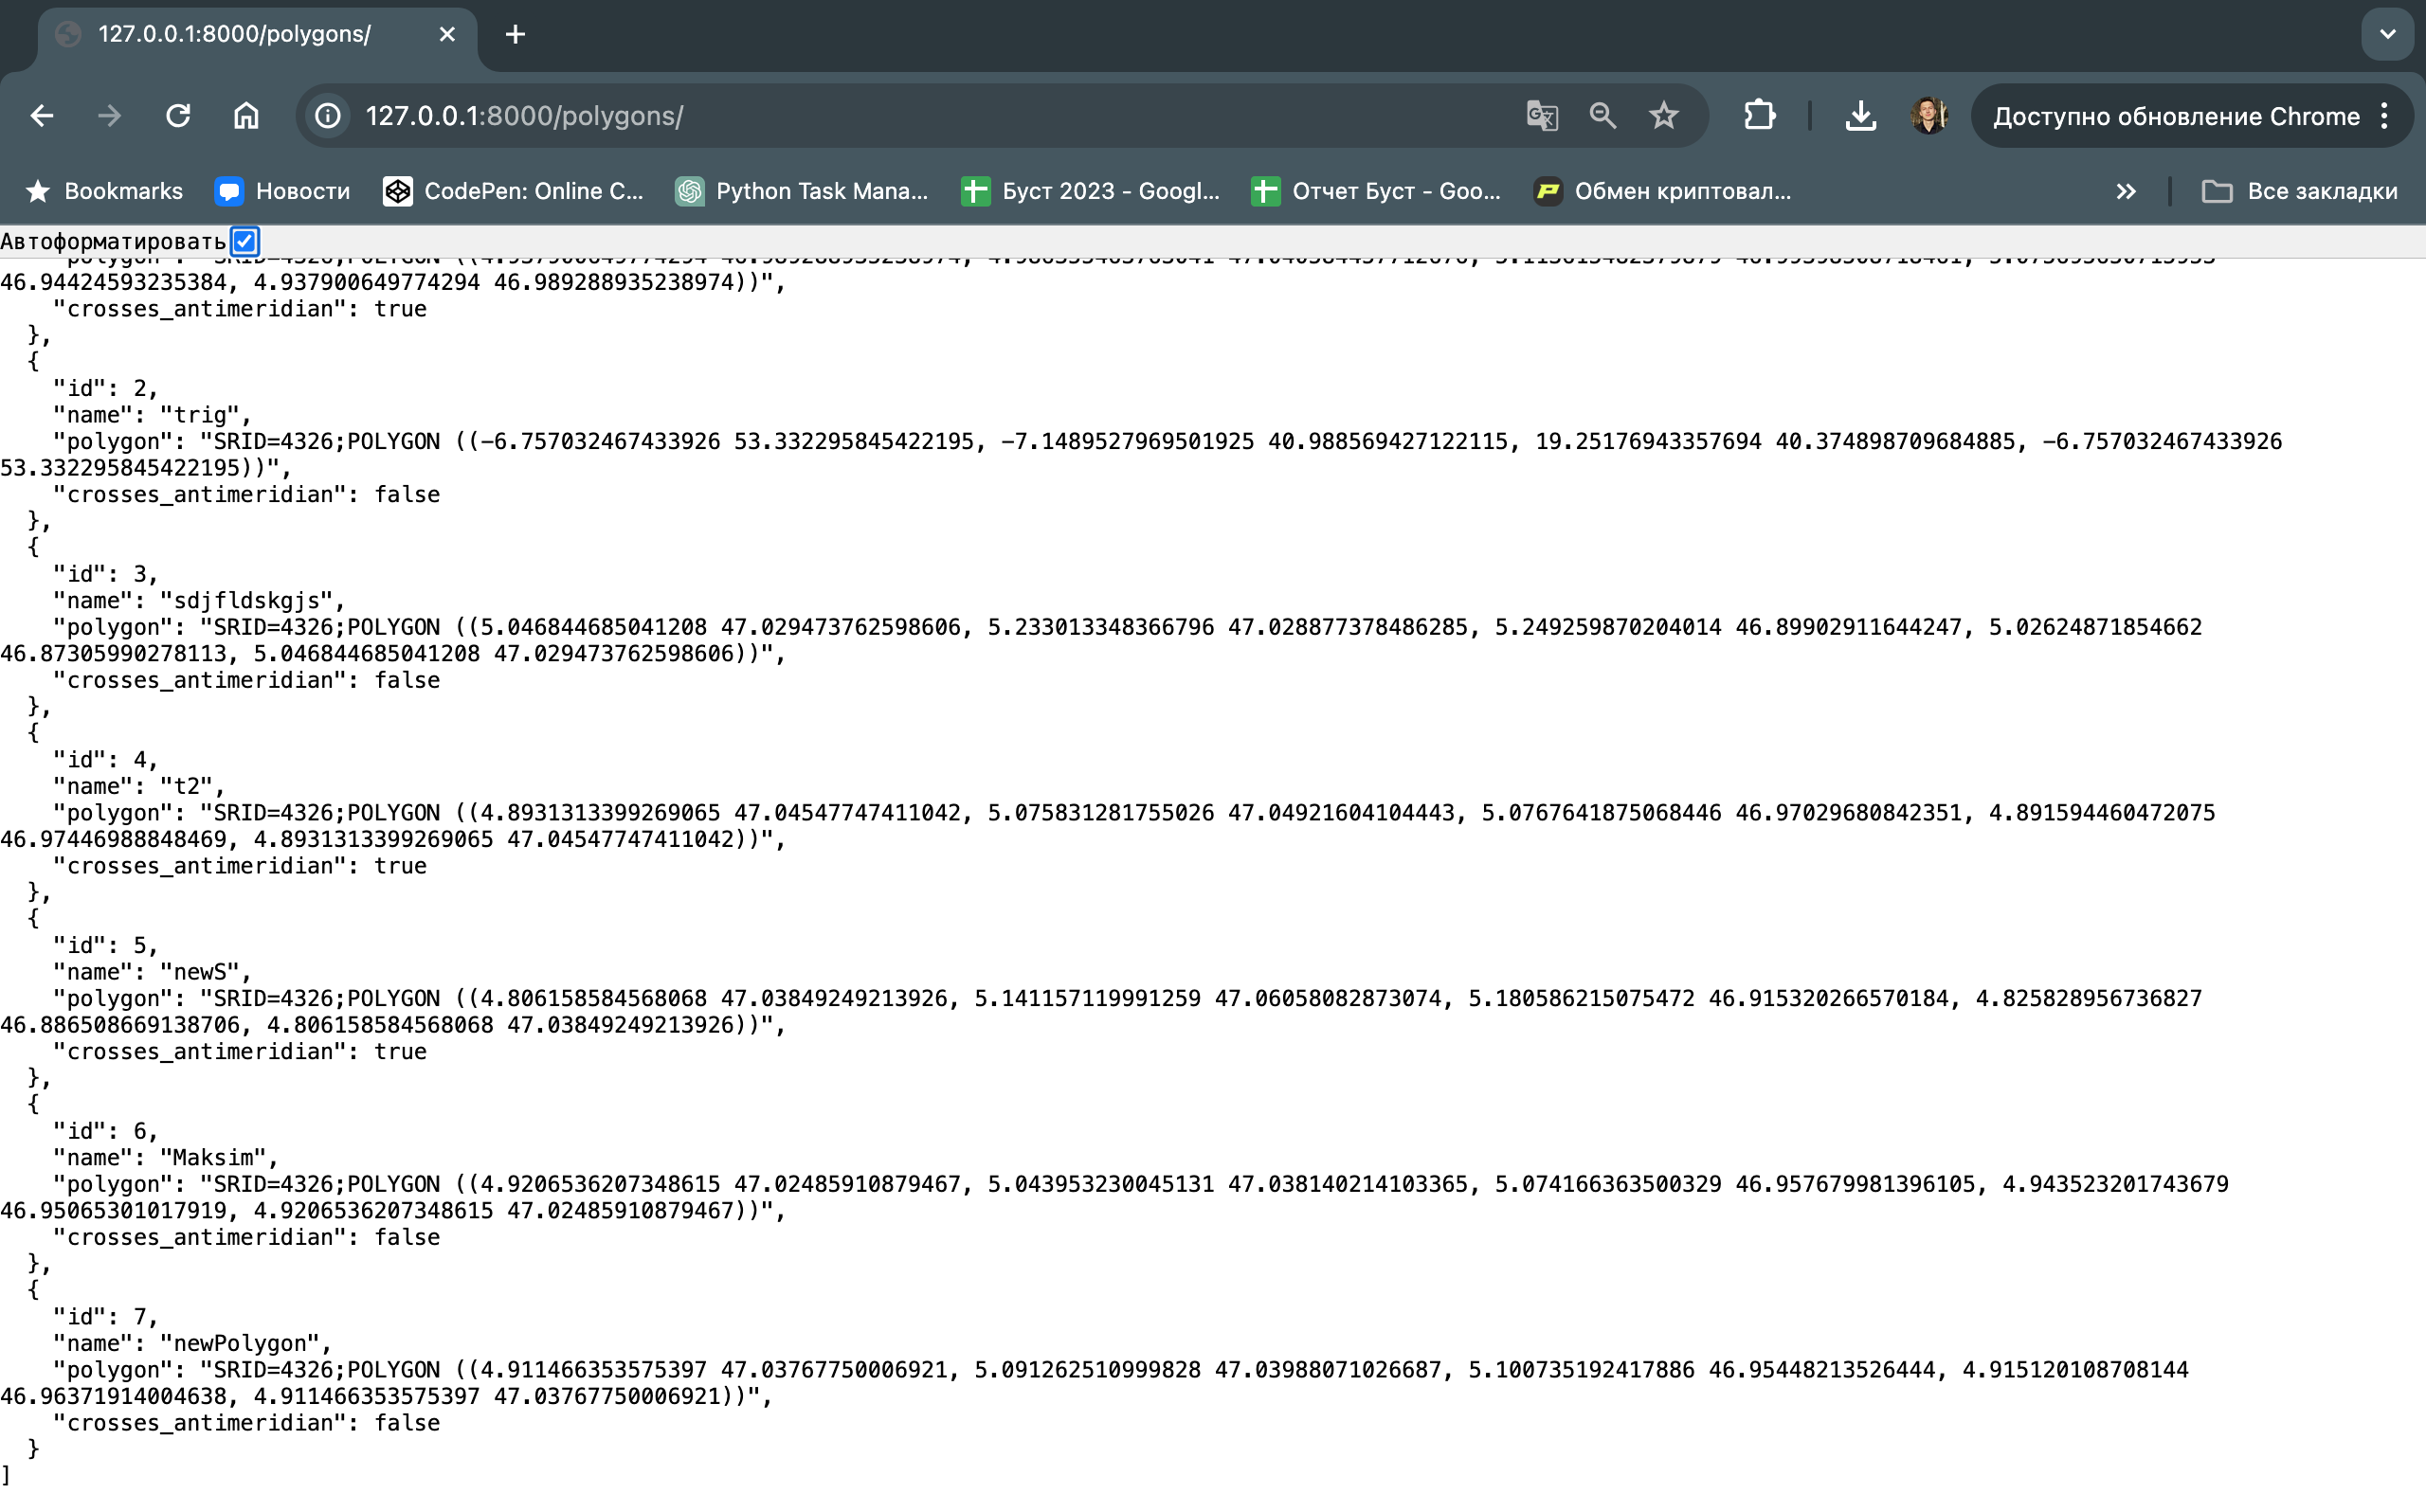 127.0.0.1:8000/polygons/
127.0.0.1:8000/polygons/
Доступно обновление Chrome
Bookmarks Новости CodePen: Online C... Python Task Mana... Буст 2023 - Googl... Отчет Буст - Goo... Обмен криптовал... Все закладки
Автоформатировать
46.94424593235384, 4.937900649774294 46.989288935238974))",
"crosses_antimeridian": true
},
{
"id": 2,
"name": "trig",
"polygon": "SRID=4326;POLYGON ((-6.757032467433926 53.332295845422195, -7.1489527969501925 40.988569427122115, 19.25176943357694 40.374898709684885, -6.757032467433926
53.332295845422195))",
"crosses_antimeridian": false
},
{
"id": 3,
"name": "sdjfldskgjs",
"polygon": "SRID=4326;POLYGON ((5.046844685041208 47.029473762598606, 5.233013348366796 47.028877378486285, 5.249259870204014 46.89902911644247, 5.02624871854662
46.87305990278113, 5.046844685041208 47.029473762598606))",
"crosses_antimeridian": false
},
{
"id": 4,
"name": "t2",
"polygon": "SRID=4326;POLYGON ((4.8931313399269065 47.04547747411042, 5.075831281755026 47.04921604104443, 5.0767641875068446 46.97029680842351, 4.891594460472075
46.97446988848469, 4.8931313399269065 47.04547747411042))",
"crosses_antimeridian": true
},
{
"id": 5,
"name": "newS",
"polygon": "SRID=4326;POLYGON ((4.806158584568068 47.03849249213926, 5.141157119991259 47.06058082873074, 5.180586215075472 46.915320266570184, 4.825828956736827
46.886508669138706, 4.806158584568068 47.03849249213926))",
"crosses_antimeridian": true
},
{
"id": 6,
"name": "Maksim",
"polygon": "SRID=4326;POLYGON ((4.9206536207348615 47.02485910879467, 5.043953230045131 47.038140214103365, 5.074166363500329 46.957679981396105, 4.943523201743679
46.95065301017919, 4.9206536207348615 47.02485910879467))",
"crosses_antimeridian": false
},
{
"id": 7,
"name": "newPolygon",
"polygon": "SRID=4326;POLYGON ((4.911466353575397 47.03767750006921, 5.091262510999828 47.03988071026687, 5.100735192417886 46.95448213526444, 4.915120108708144
46.96371914004638, 4.911466353575397 47.03767750006921))",
"crosses_antimeridian": false
}
]